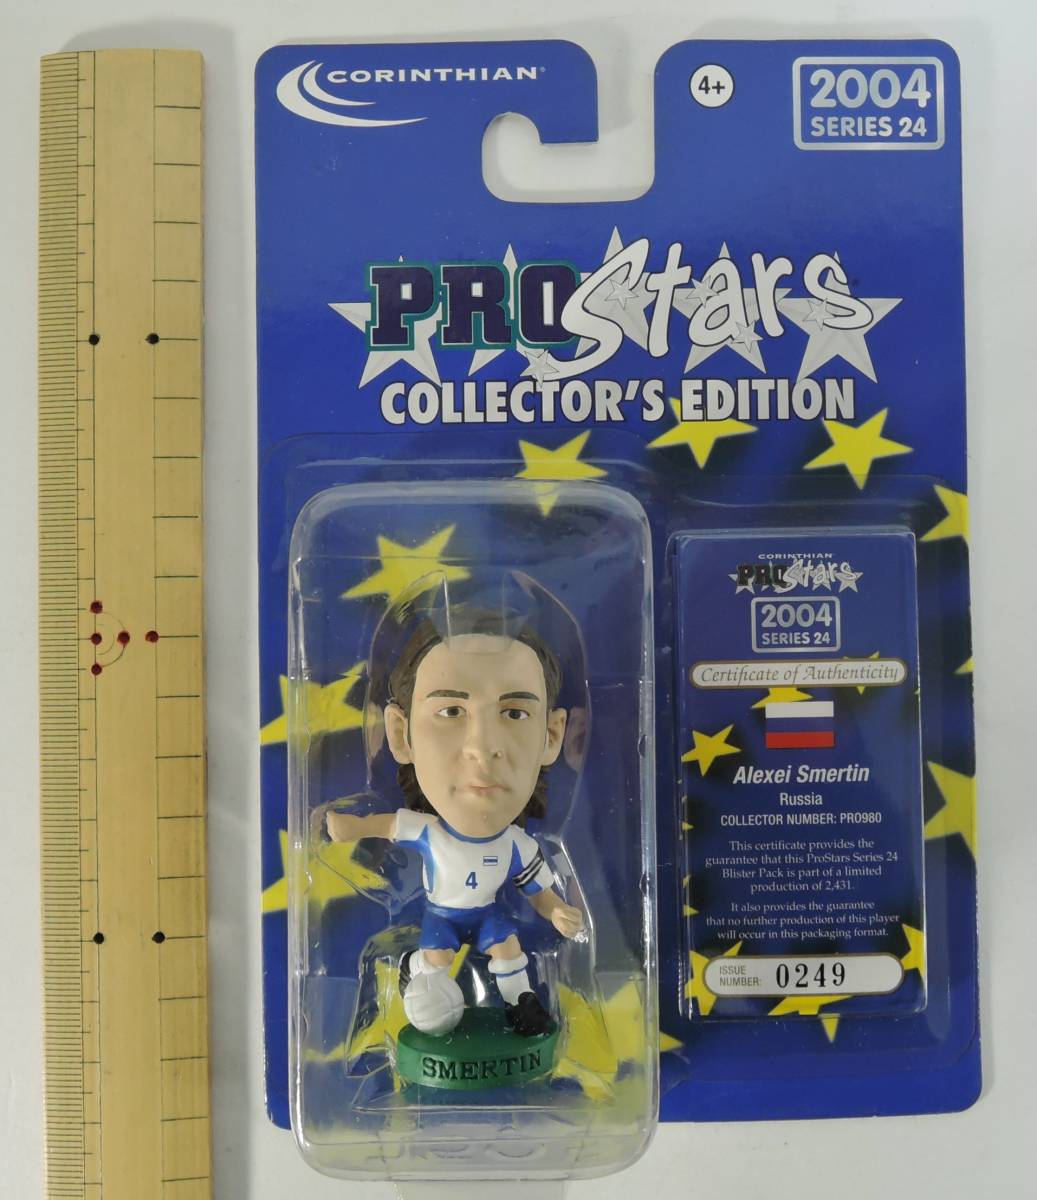 CORINTHIAN
4+
2004
SERIES 24
PROStars
COLLECTOR'S EDITION
CORINTHIAN
PROStars
2004
SERIES 24
Certificate of Authenticity
Alexei Smertin
Russia
COLLECTOR NUMBER: PRO980
This certificate provides the
guarantee that this ProStars Series 24
Blister Pack is part of a limited
production of 2,431.
It also provides the guarantee
that no further production of this player
will occur in this packaging format.
ISSUE
NUMBER: 0249
4
SMERTIN